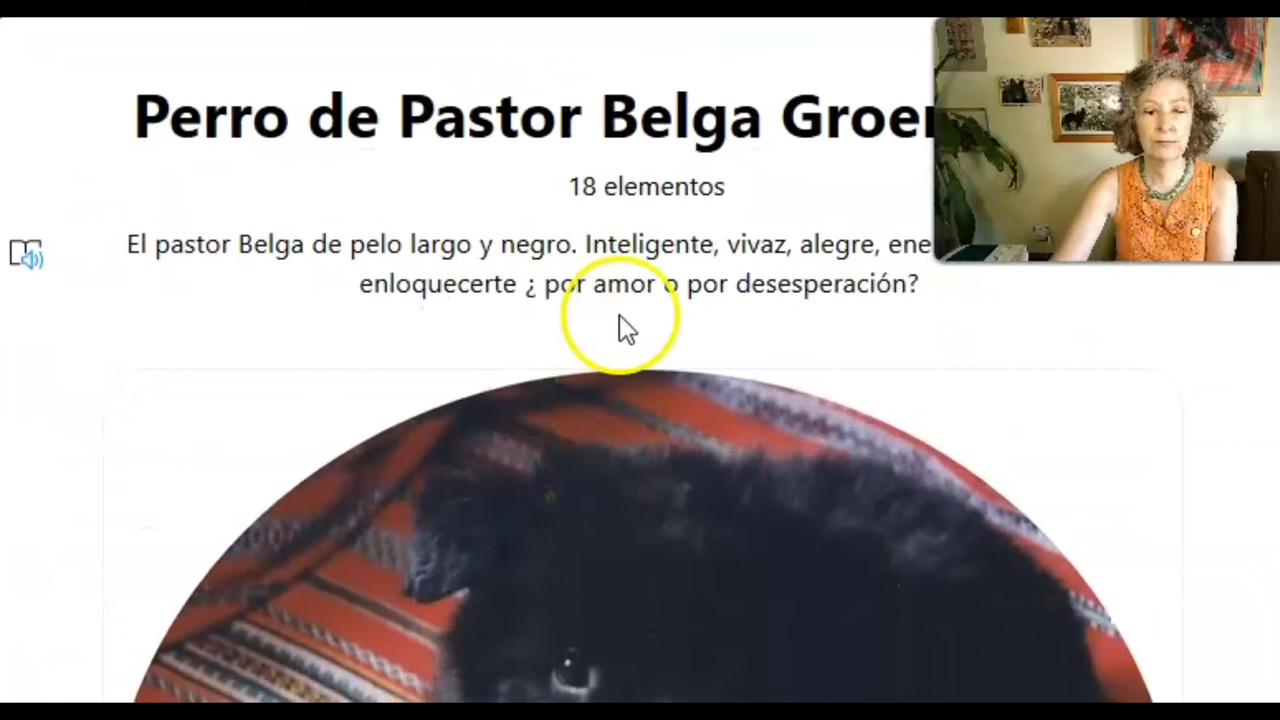 Perro de Pastor Belga Groe
18 elementos
El pastor Belga de pelo largo y negro. Inteligente, vivaz, alegre, ene
enloquecerte ¿ por amor o por desesperación?